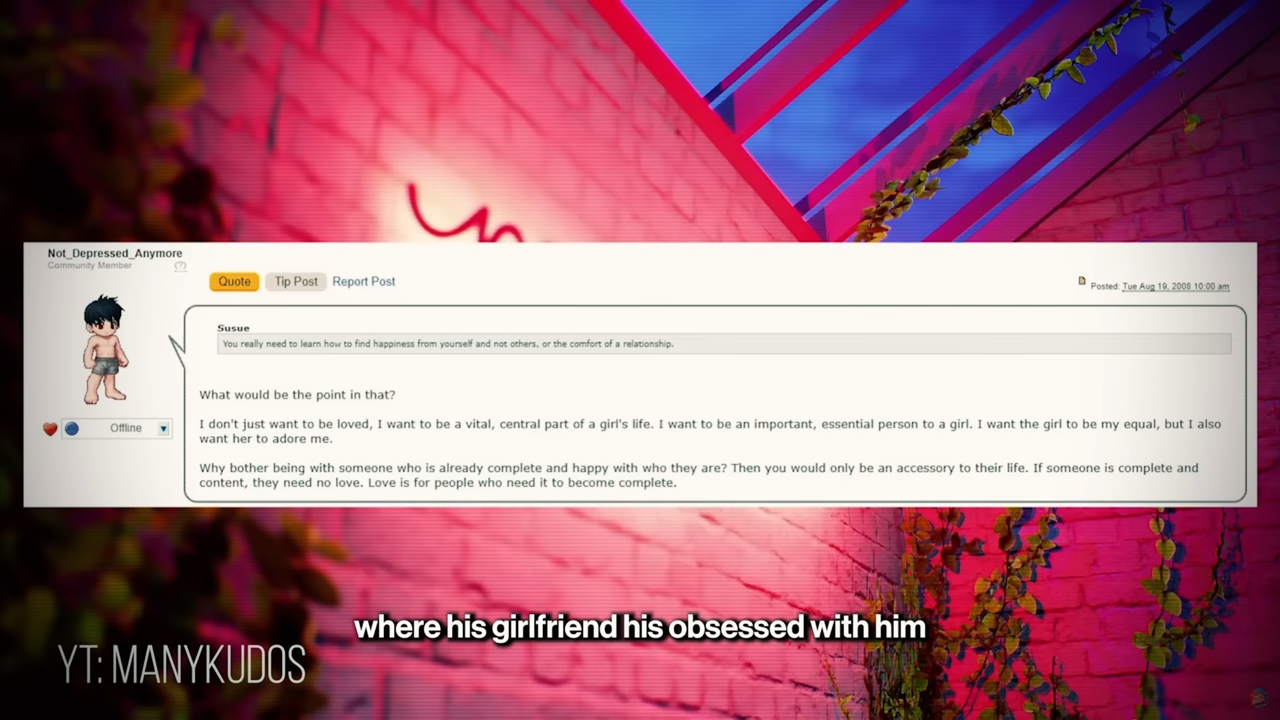 Not_Depressed_Anymore
Community Member
(?)
Quote
Tip Post
Report Post
Posted: Tue Aug 19, 2008 10:00 am
Susue
You really need to learn how to find happiness from yourself and not others, or the comfort of a relationship.
What would be the point in that?
I don't just want to be loved, I want to be a vital, central part of a girl's life. I want to be an important, essential person to a girl. I want the girl to be my equal, but I also
want her to adore me.
Why bother being with someone who is already complete and happy with who they are? Then you would only be an accessory to their life. If someone is complete and
content, they need no love. Love is for people who need it to become complete.
Offline
where his girlfriend his obsessed with him
YT: MANYKUDOS